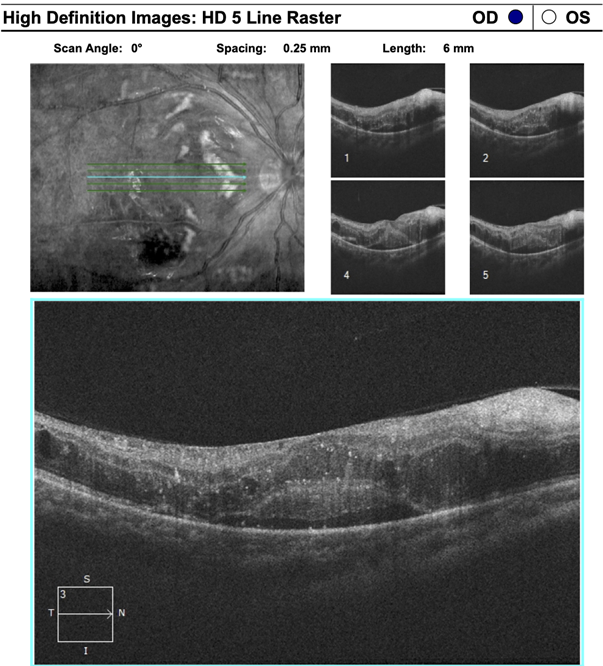 High Definition Images: HD 5 Line Raster OD OS
Scan Angle: 0° Spacing: 0.25 mm Length: 6 mm
1 2
4 5
S
3
T N
I